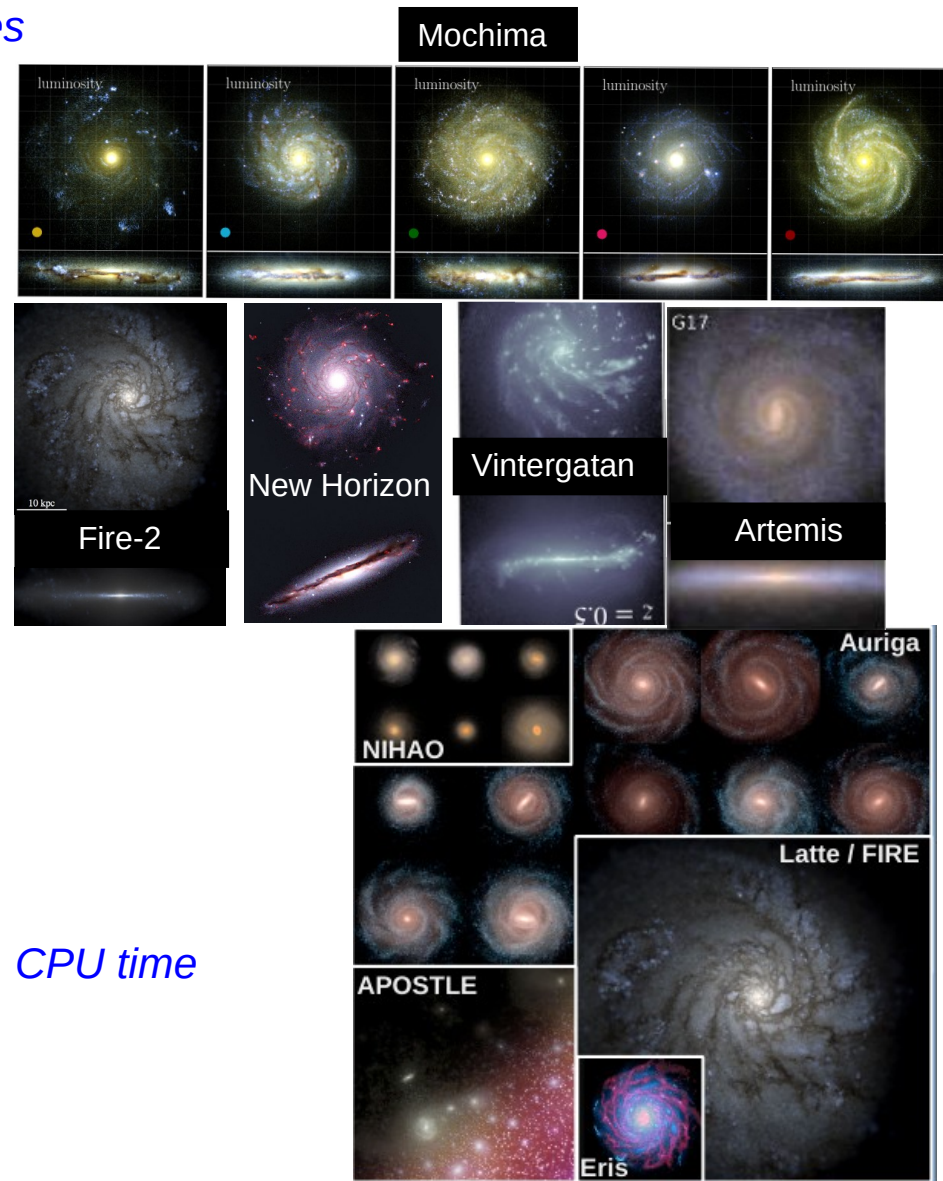 es
Mochima
luminosity
luminosity
luminosity
luminosity
luminosity
G17
10 kpc
Fire-2
New Horizon
Vintergatan
Artemis
z = 0.5
Auriga
NIHAO
Latte / FIRE
CPU time
APOSTLE
Eris